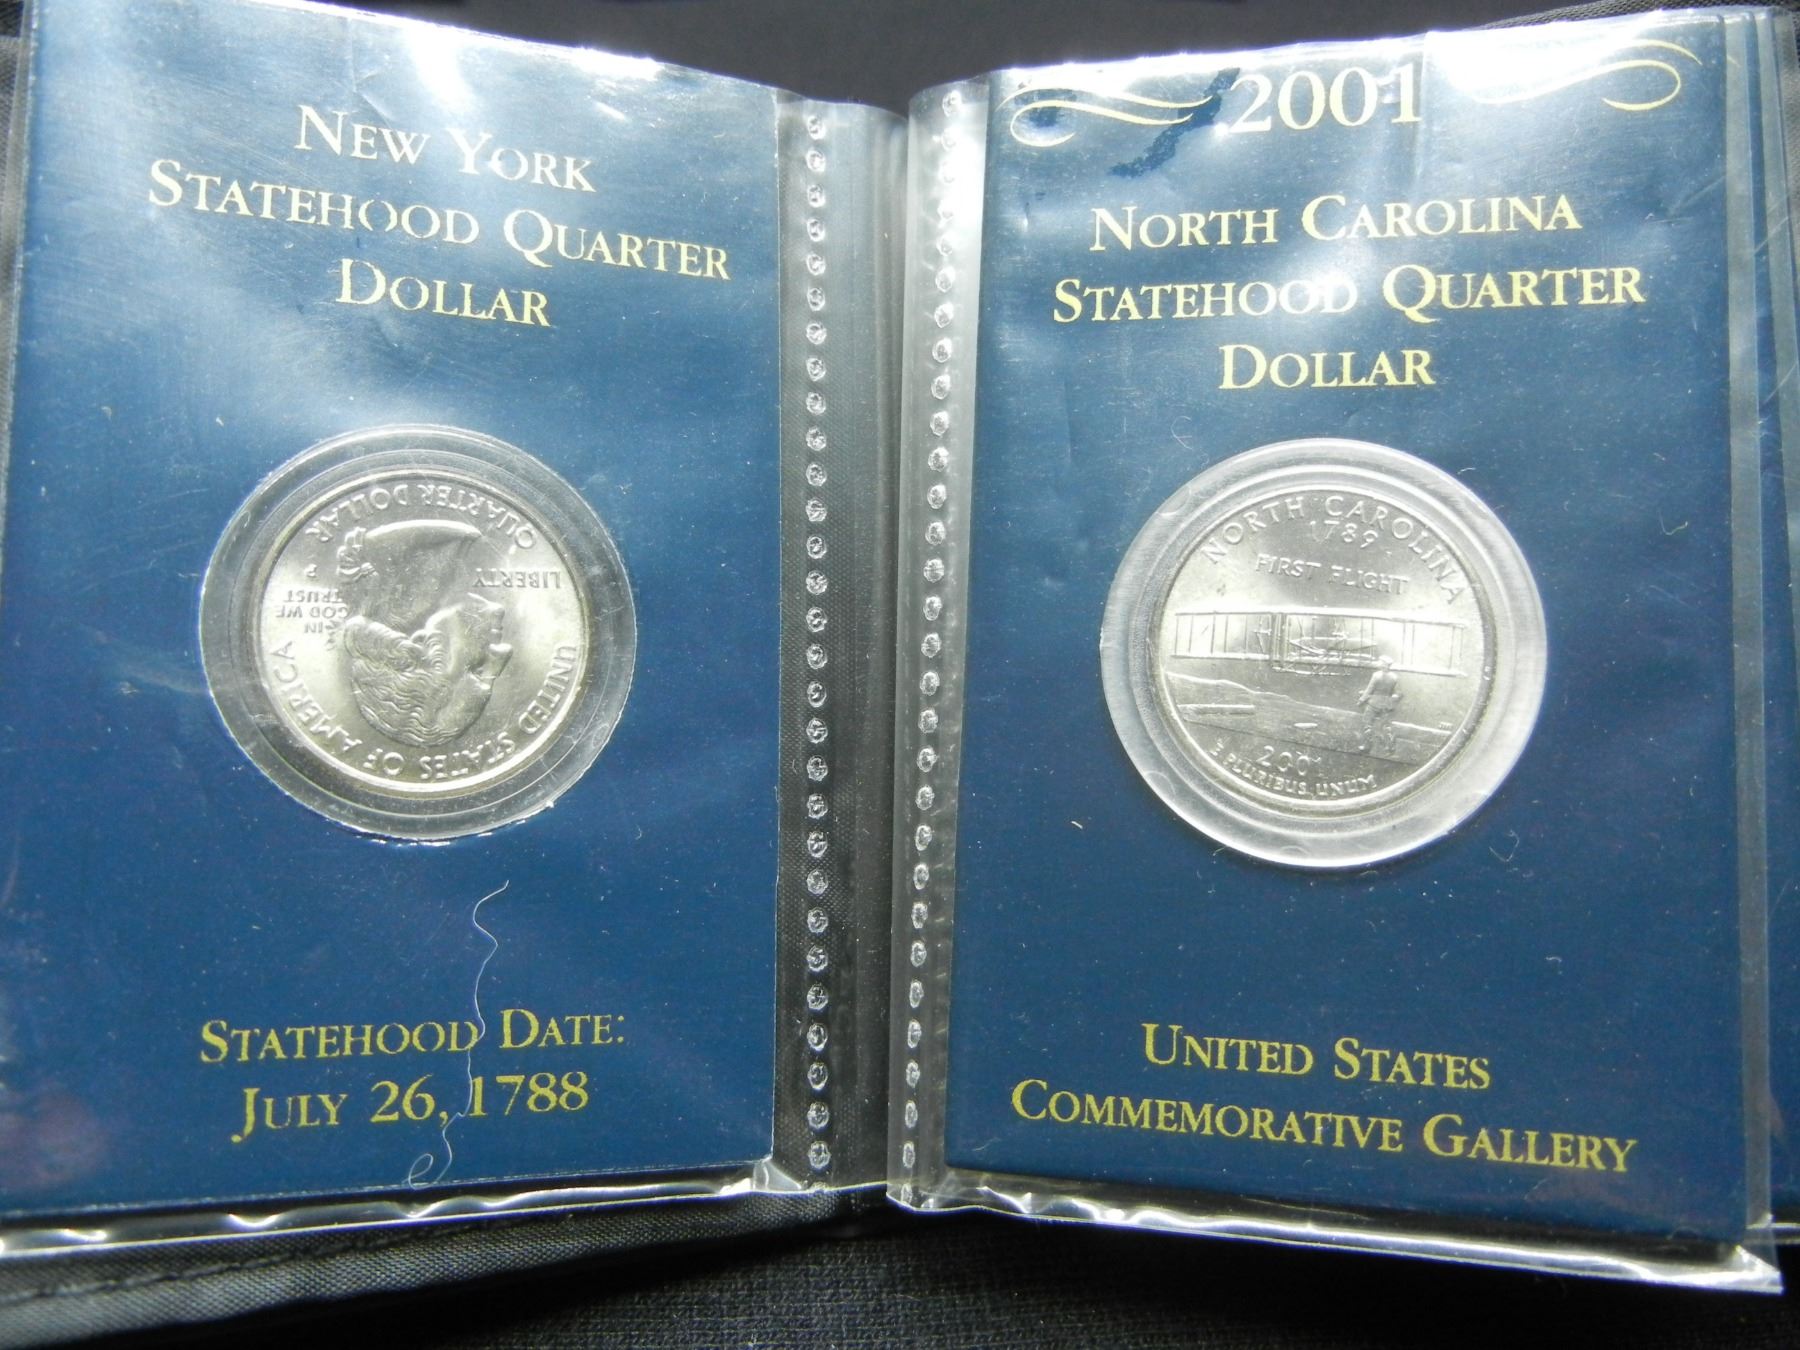 NEW YORK
STATEHOOD QUARTER
DOLLAR
UNITED STATES OF AMERICA
LIBERTY
IN
GOD WE
TRUST
P
QUARTER DOLLAR
STATEHOOD DATE:
JULY 26, 1788
2001
NORTH CAROLINA
STATEHOOD QUARTER
DOLLAR
NORTH CAROLINA
1789
FIRST FLIGHT
2001
E PLURIBUS UNUM
UNITED STATES
COMMEMORATIVE GALLERY